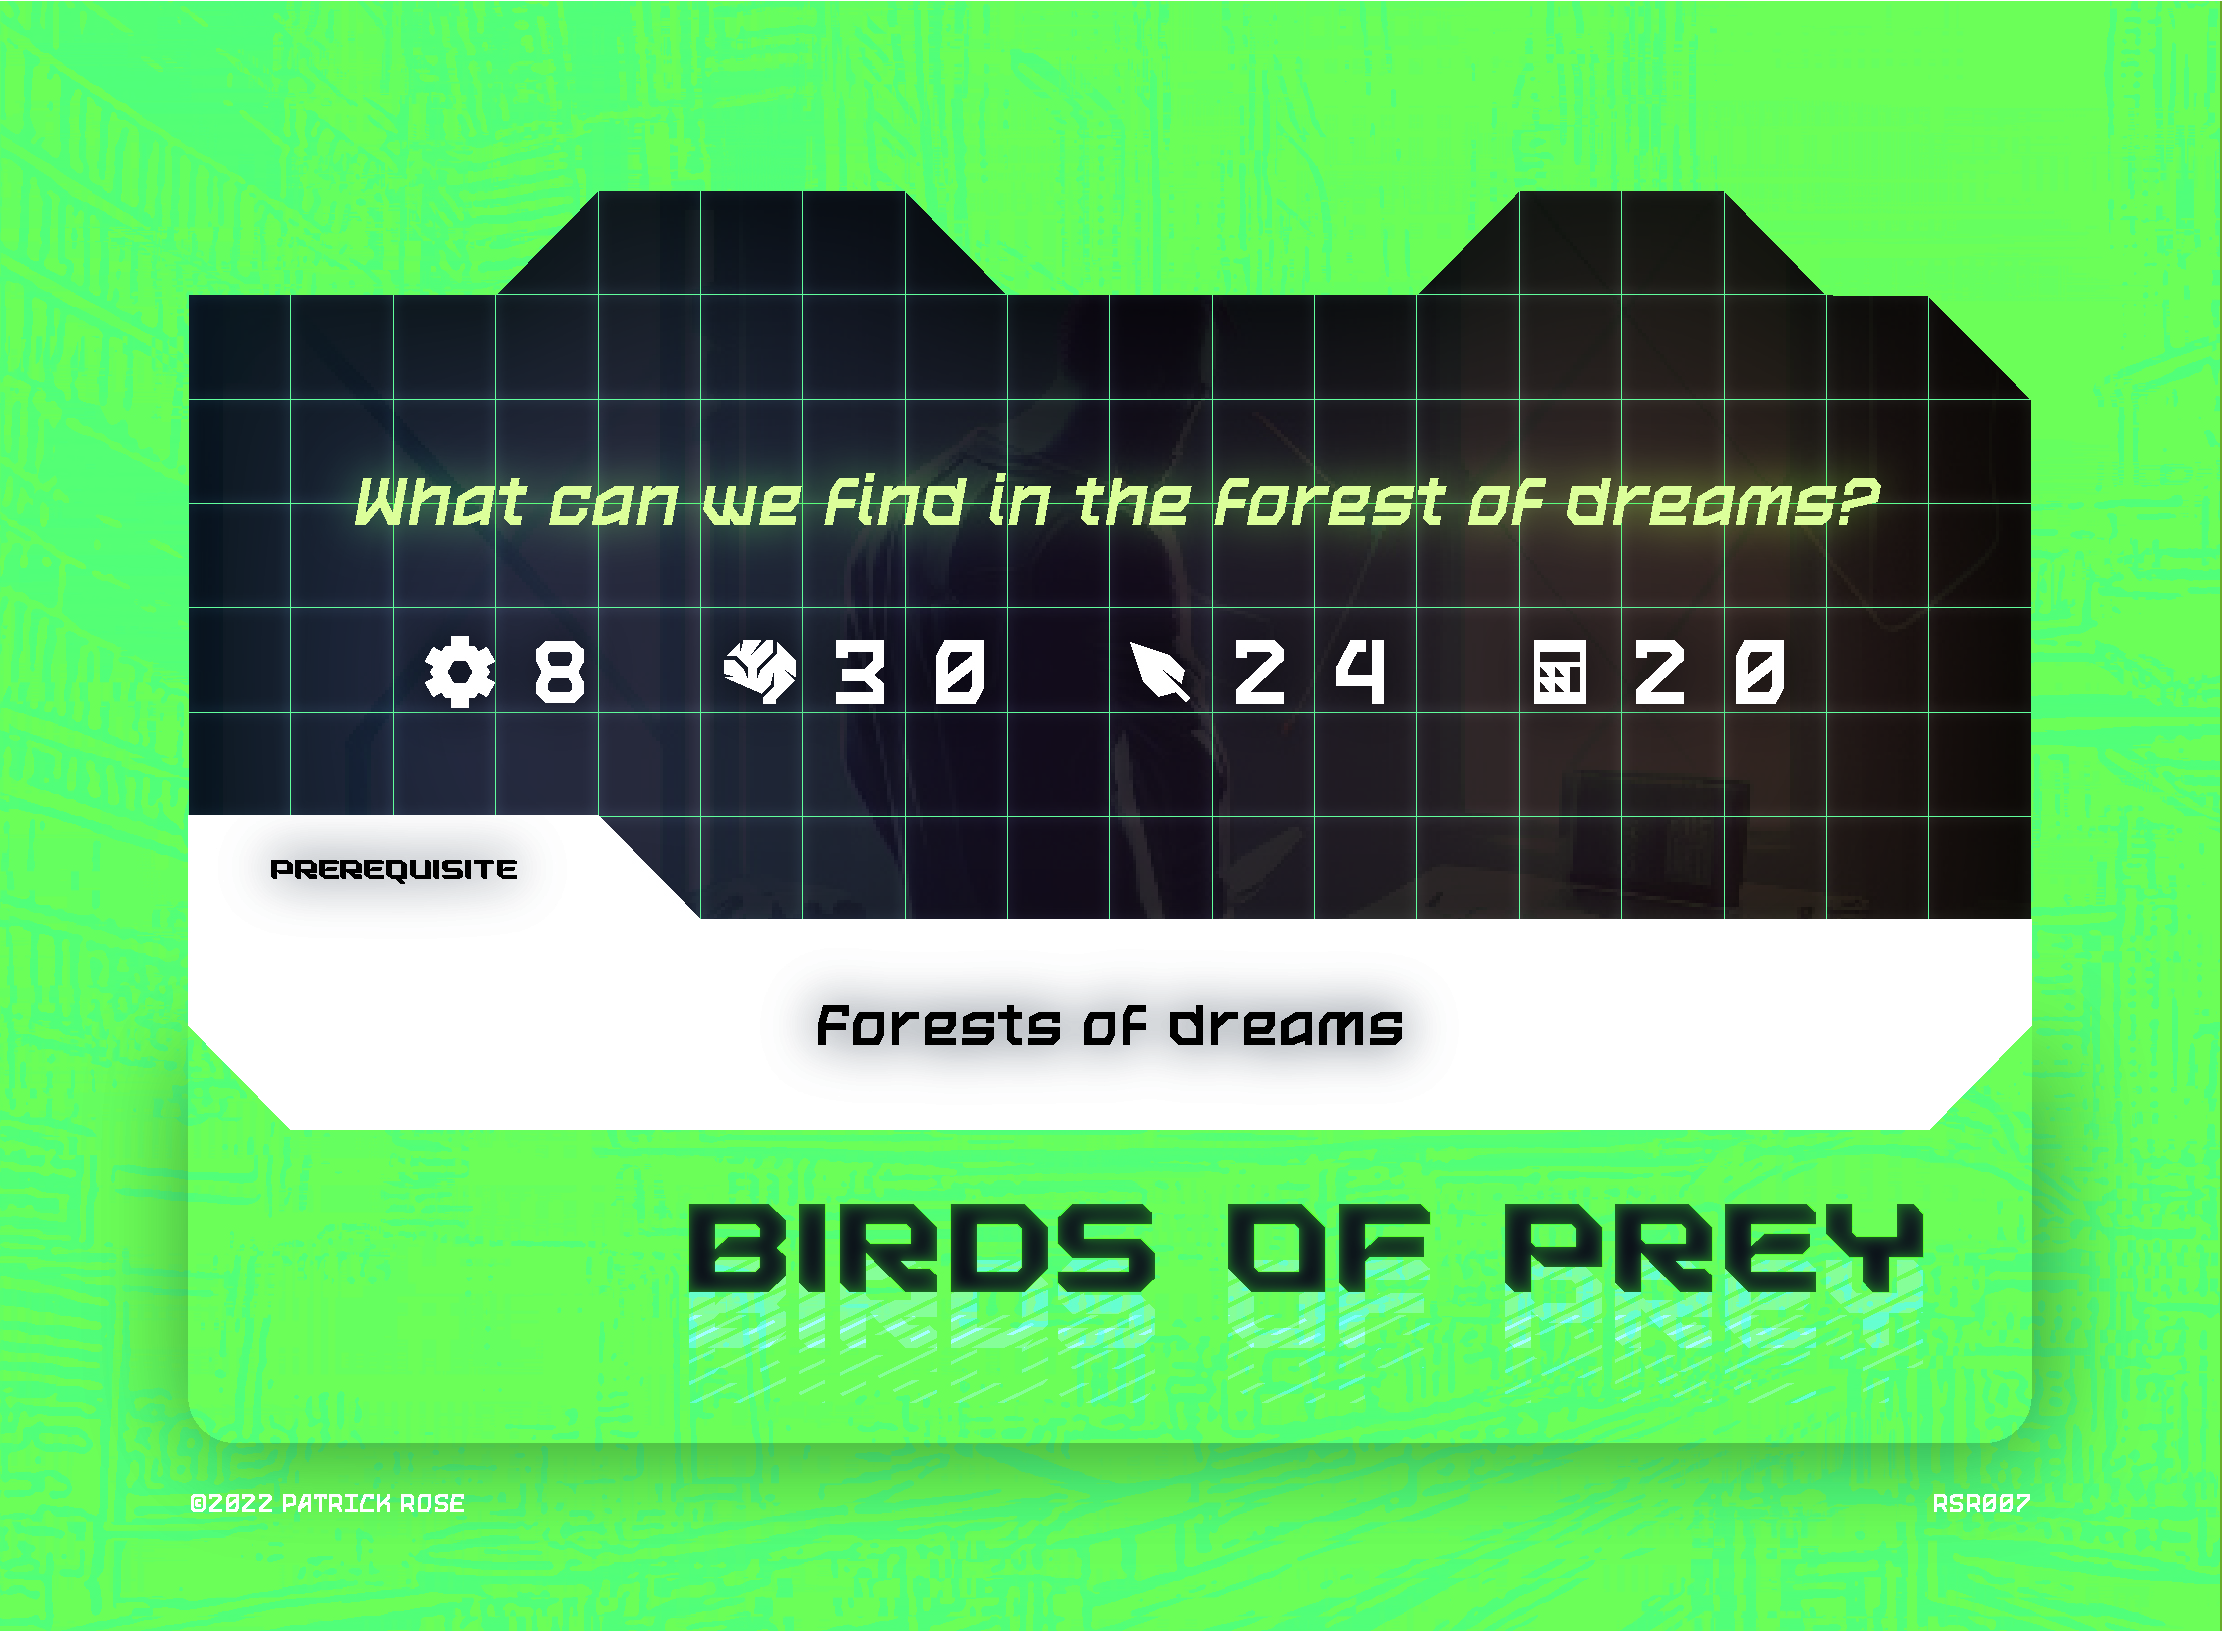 What can we find in the forest of dreams?
8 30 24 20
PREREQUISITE
Forests of dreams
BIRDS OF PREY
©2022 PATRICK ROSE
RSR007